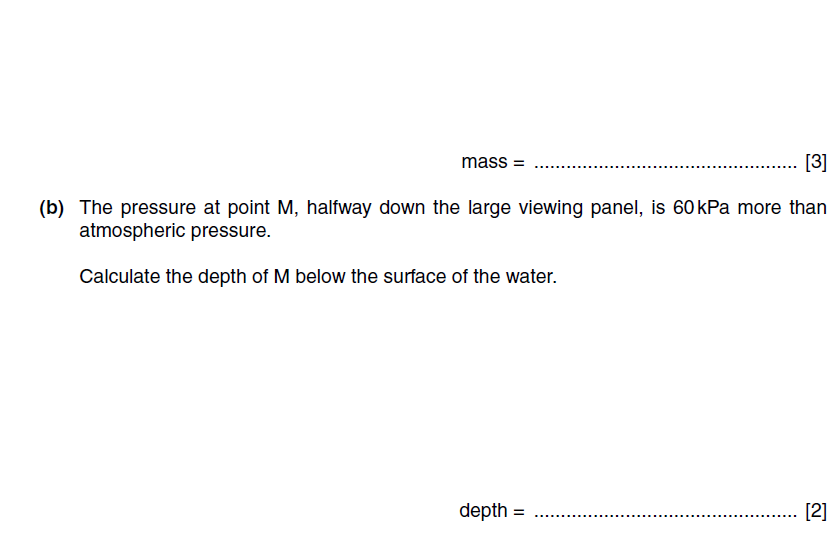 mass = .................................................. [3]
(b) The pressure at point M, halfway down the large viewing panel, is 60 kPa more than
atmospheric pressure.
Calculate the depth of M below the surface of the water.
depth = .................................................. [2]